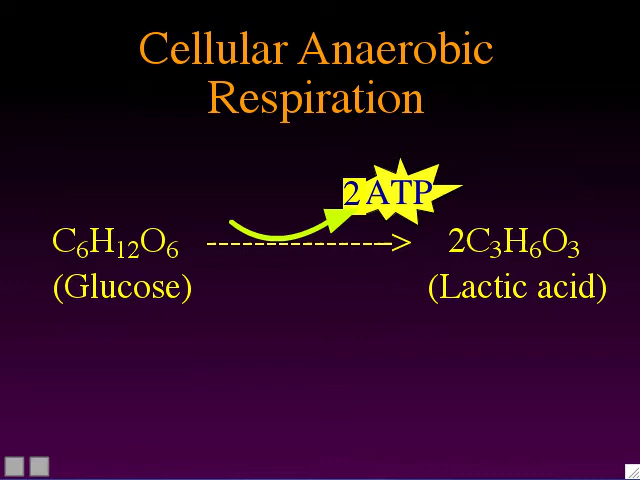 Cellular Anaerobic
Respiration
2 ATP
C₆H₁₂O₆ ---------------> 2C₃H₆O₃
(Glucose) (Lactic acid)